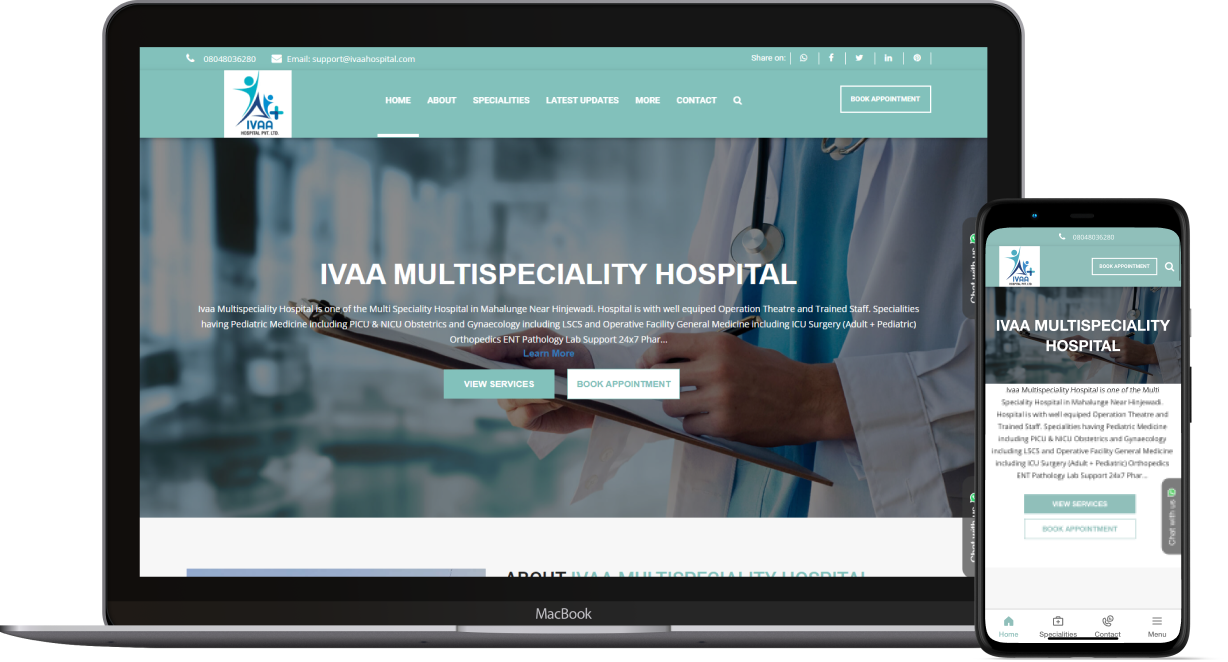 08048036280 Email: support@ivaahospital.com Share on:
IVAA
HOSPITAL PVT. LTD.
HOME ABOUT SPECIALITIES LATEST UPDATES MORE CONTACT
BOOK APPOINTMENT
IVAA MULTISPECIALITY HOSPITAL
Ivaa Multispeciality Hospital is one of the Multi Speciality Hospital in Mahalunge Near Hinjewadi. Hospital is with well equiped Operation Theatre and Trained Staff. Specialities
having Pediatric Medicine including PICU & NICU Obstetrics and Gynaecology including LSCS and Operative Facility General Medicine including ICU Surgery (Adult + Pediatric)
Orthopedics ENT Pathology Lab Support 24x7 Phar...
Learn More
VIEW SERVICES BOOK APPOINTMENT
Chat with us
Chat with us
ABOUT IVAA MULTISPECIALITY HOSPITAL
MacBook
08048036280
IVAA
HOSPITAL PVT. LTD.
BOOK APPOINTMENT
IVAA MULTISPECIALITY
HOSPITAL
Ivaa Multispeciality Hospital is one of the Multi
Speciality Hospital in Mahalunge Near Hinjewadi.
Hospital is with well equiped Operation Theatre and
Trained Staff. Specialities having Pediatric Medicine
including PICU & NICU Obstetrics and Gynaecology
including LSCS and Operative Facility General Medicine
including ICU Surgery (Adult + Pediatric) Orthopedics
ENT Pathology Lab Support 24x7 Phar...
VIEW SERVICES
BOOK APPOINTMENT
Chat with us
Home Specialities Contact Menu